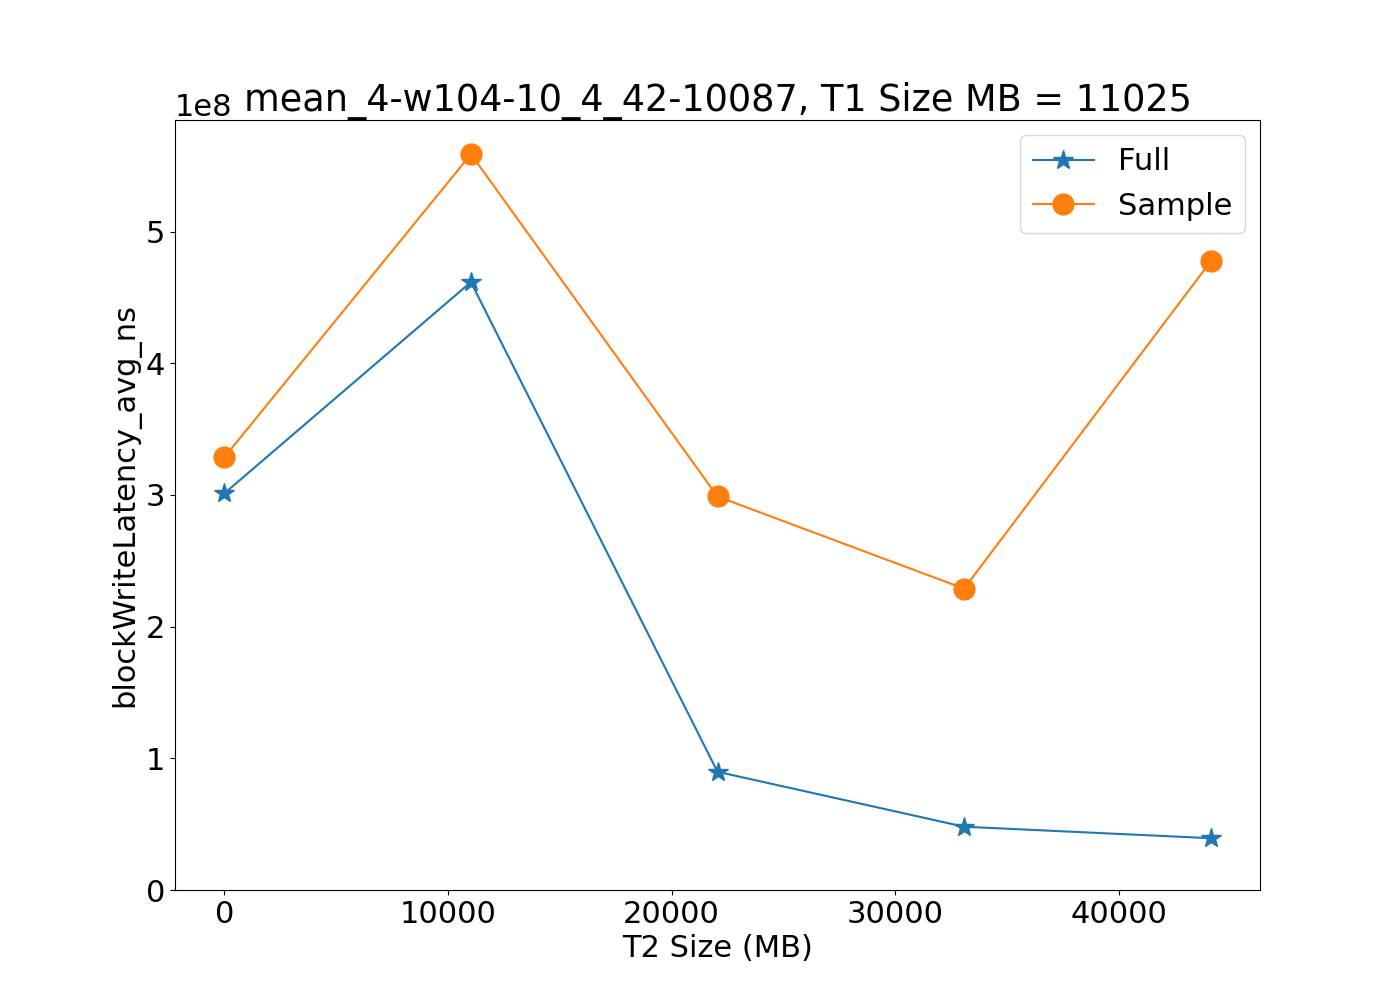 1e8
mean_4-w104-10_4_42-10087, T1 Size MB = 11025
Full
Sample
blockWriteLatency_avg_ns
5
4
3
2
1
0
0 10000 20000 30000 40000
T2 Size (MB)